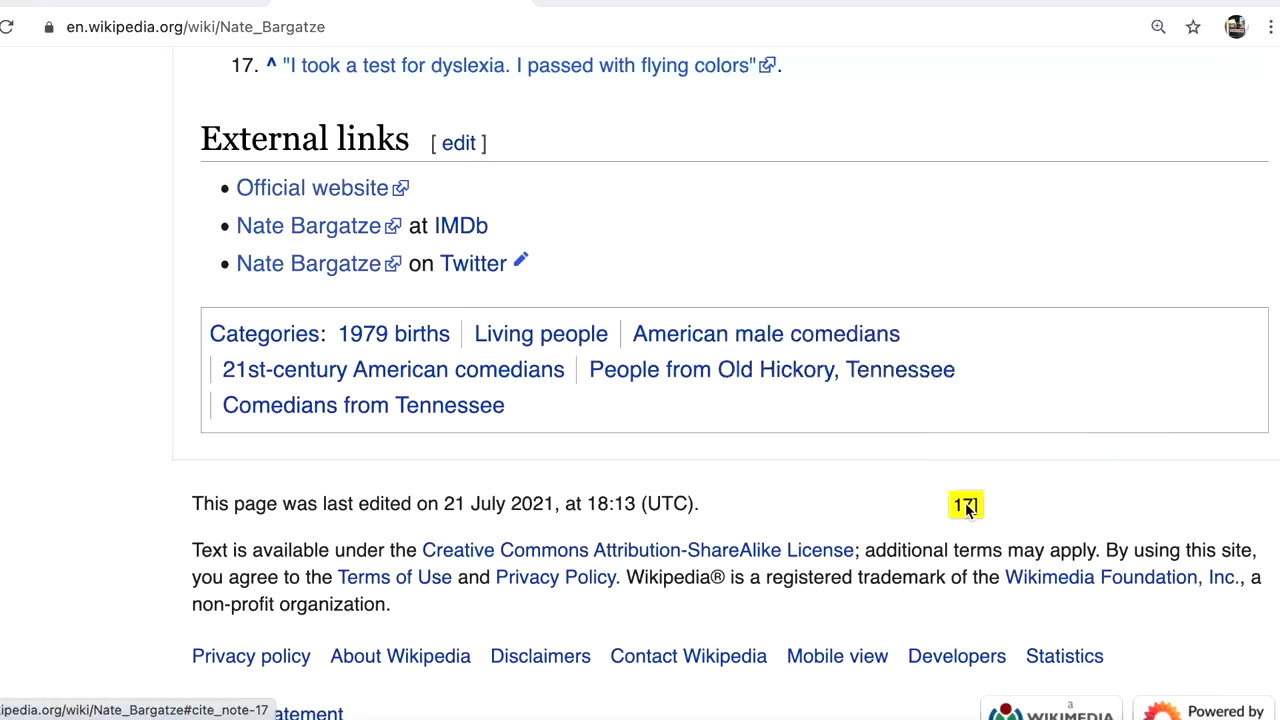 en.wikipedia.org/wiki/Nate_Bargatze
17. ^ "I took a test for dyslexia. I passed with flying colors".
External links [ edit ]
• Official website
• Nate Bargatze at IMDb
• Nate Bargatze on Twitter
Categories: 1979 births | Living people | American male comedians
| 21st-century American comedians | People from Old Hickory, Tennessee
| Comedians from Tennessee
This page was last edited on 21 July 2021, at 18:13 (UTC).
17]
Text is available under the Creative Commons Attribution-ShareAlike License; additional terms may apply. By using this site,
you agree to the Terms of Use and Privacy Policy. Wikipedia® is a registered trademark of the Wikimedia Foundation, Inc., a
non-profit organization.
Privacy policy About Wikipedia Disclaimers Contact Wikipedia Mobile view Developers Statistics
ipedia.org/wiki/Nate_Bargatze#cite_note-17
atement
a
WIKIMEDIA
Powered by